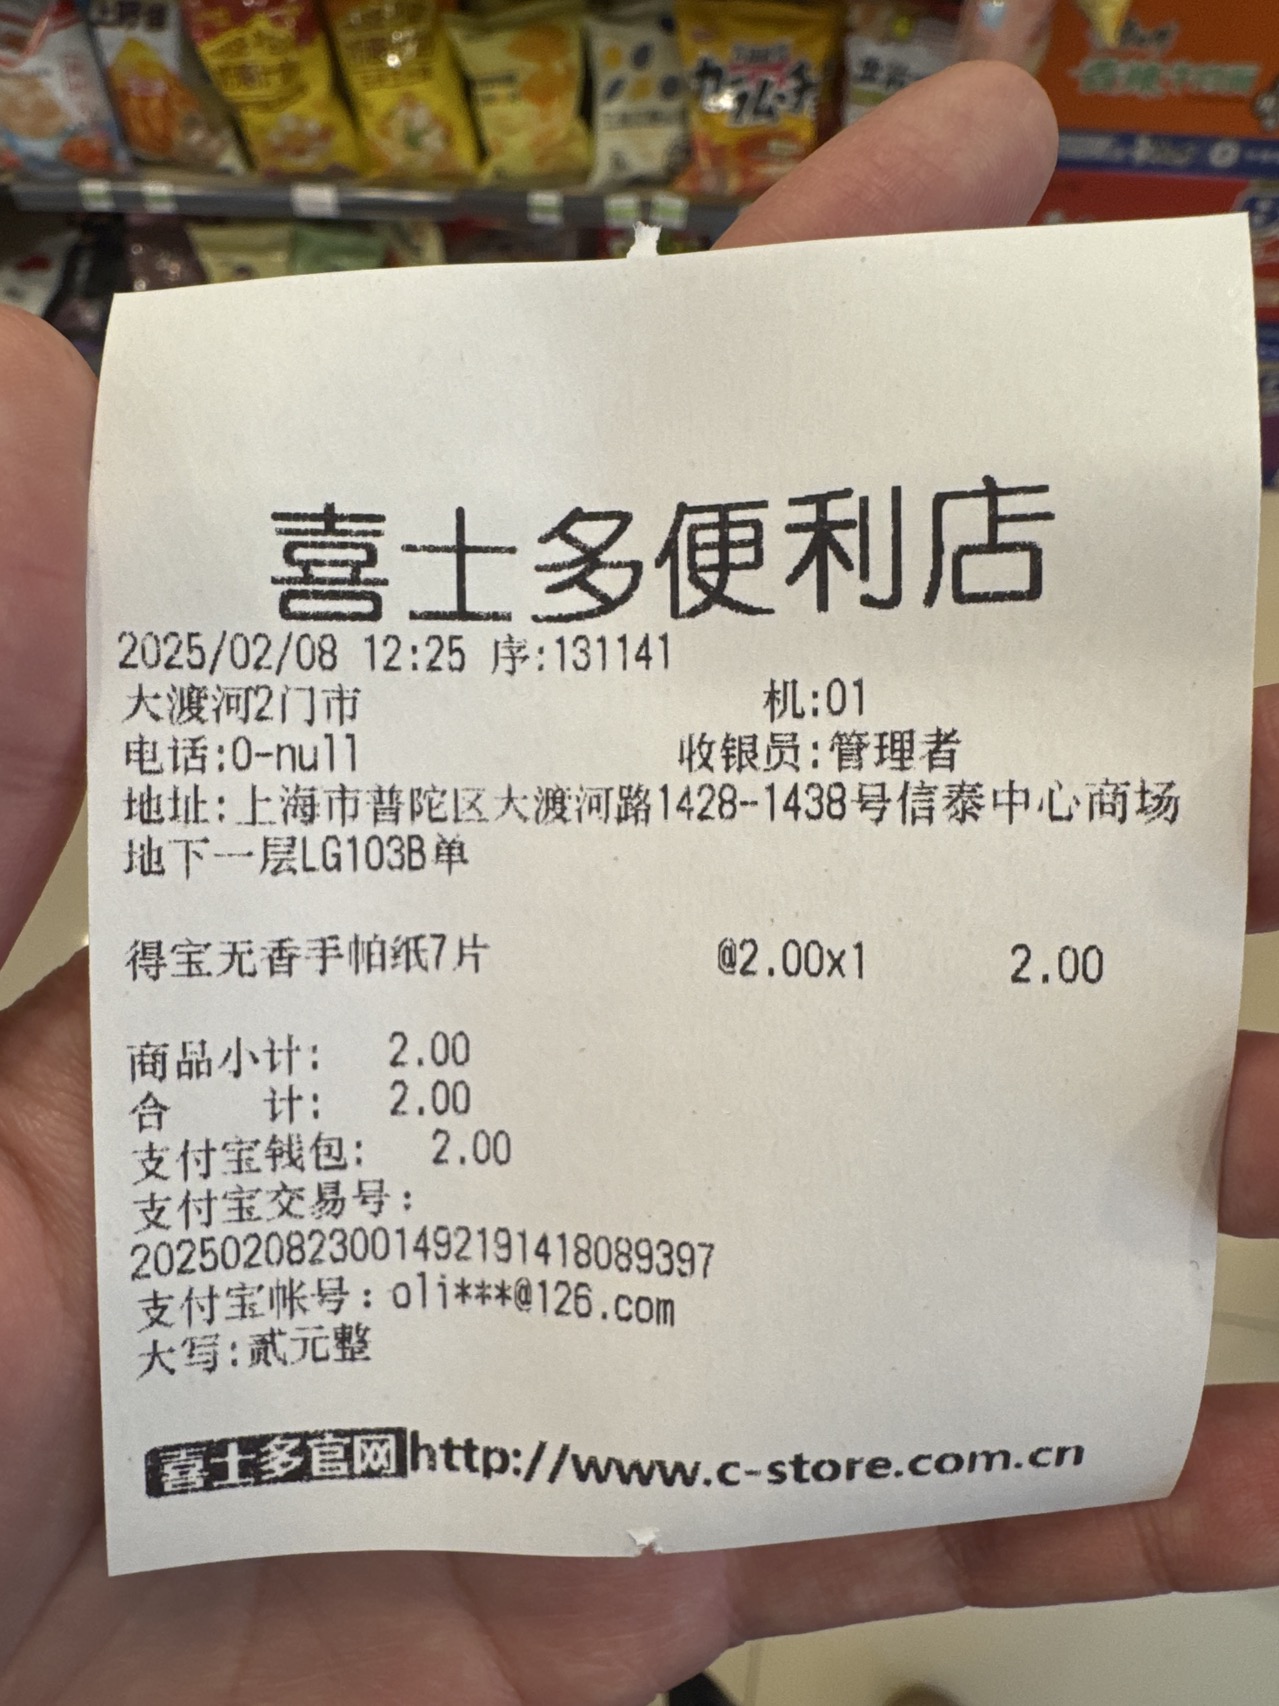 喜士多便利店
2025/02/08 12:25 序:131141
大渡河2门市 机:01
电话:0-null 收银员:管理者
地址:上海市普陀区大渡河路1428-1438号信泰中心商场
地下一层LG103B单
得宝无香手帕纸7片 @2.00x1 2.00
商品小计: 2.00
合 计: 2.00
支付宝钱包: 2.00
支付宝交易号:
2025020823001492191418089397
支付宝帐号:oli***@126.com
大写:贰元整
喜士多官网http://www.c-store.com.cn
カラムーチョ